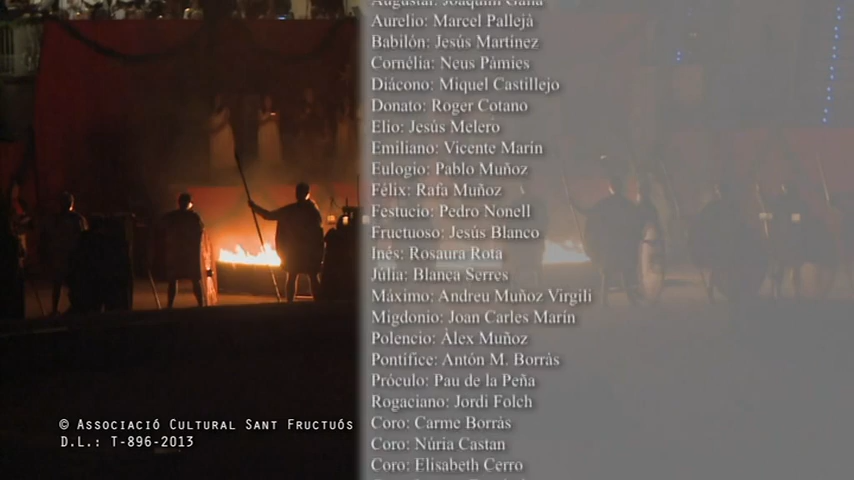 Aurelio: Marcel Pallejà
Babilón: Jesús Martínez
Cornélia: Neus Pàmies
Diácono: Miquel Castillejo
Donato: Roger Cotano
Elio: Jesús Melero
Emiliano: Vicente Marín
Eulogio: Pablo Muñoz
Félix: Rafa Muñoz
Festucio: Pedro Nonell
Fructuoso: Jesús Blanco
Inés: Rosaura Rota
Júlia: Blanca Serres
Máximo: Andreu Muñoz Virgili
Migdonio: Joan Carles Marín
Polencio: Àlex Muñoz
Pontífice: Antón M. Borràs
Próculo: Pau de la Peña
Rogaciano: Jordi Folch
Coro: Carme Borràs
Coro: Núria Castan
Coro: Elisabeth Cerro
© Associació Cultural Sant Fructuós
D.L.: T-896-2013